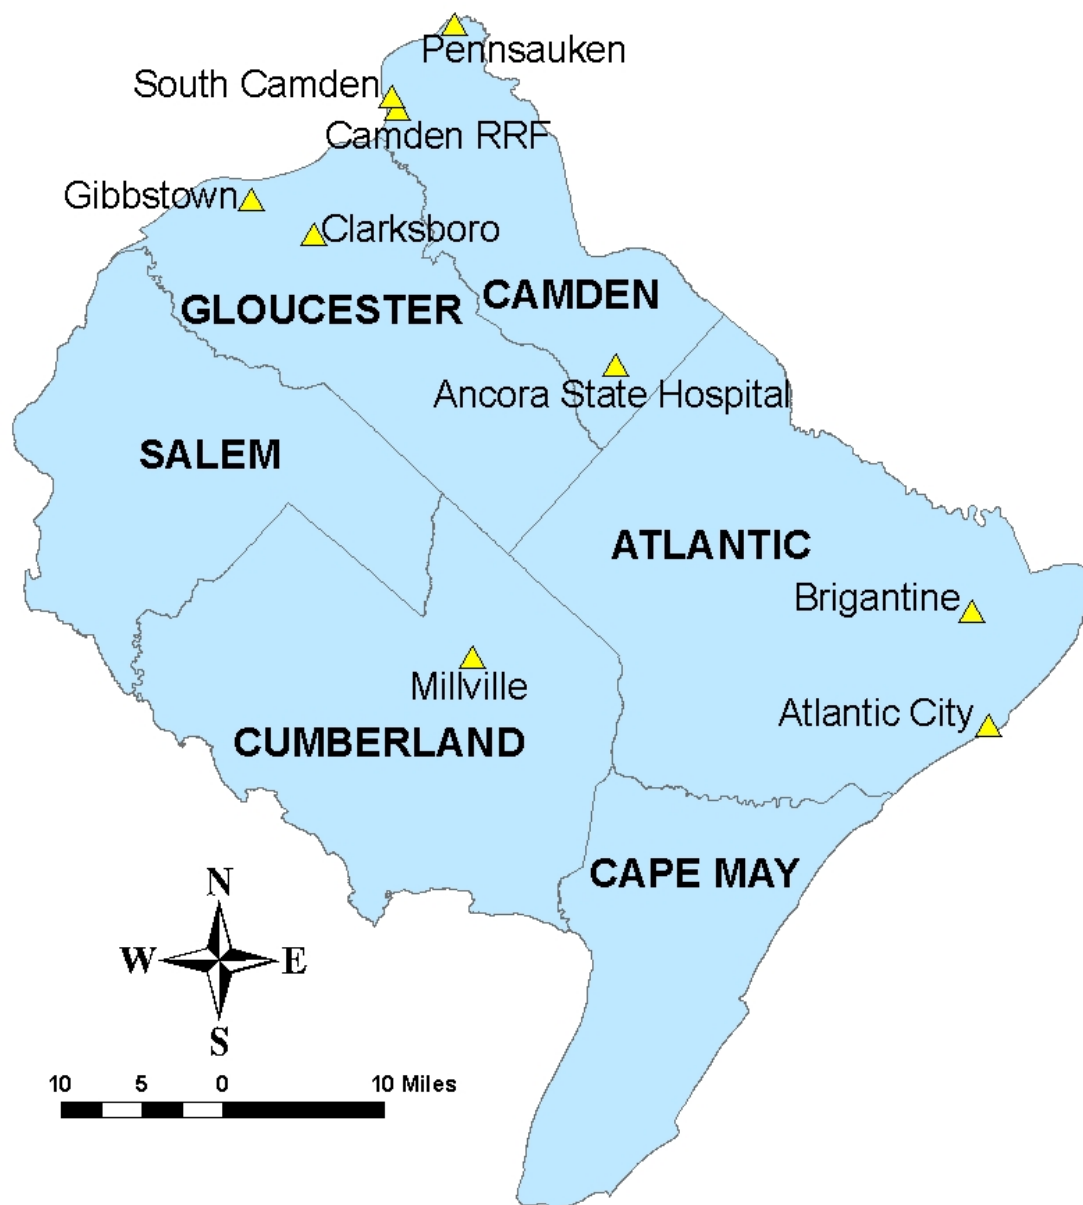 Pennsauken
South Camden
Camden RRF
Gibbstown
Clarksboro
CAMDEN
GLOUCESTER
Ancora State Hospital
SALEM
ATLANTIC
Brigantine
Millville
Atlantic City
CUMBERLAND
CAPE MAY
N
W E
S
10 5 0 10 Miles